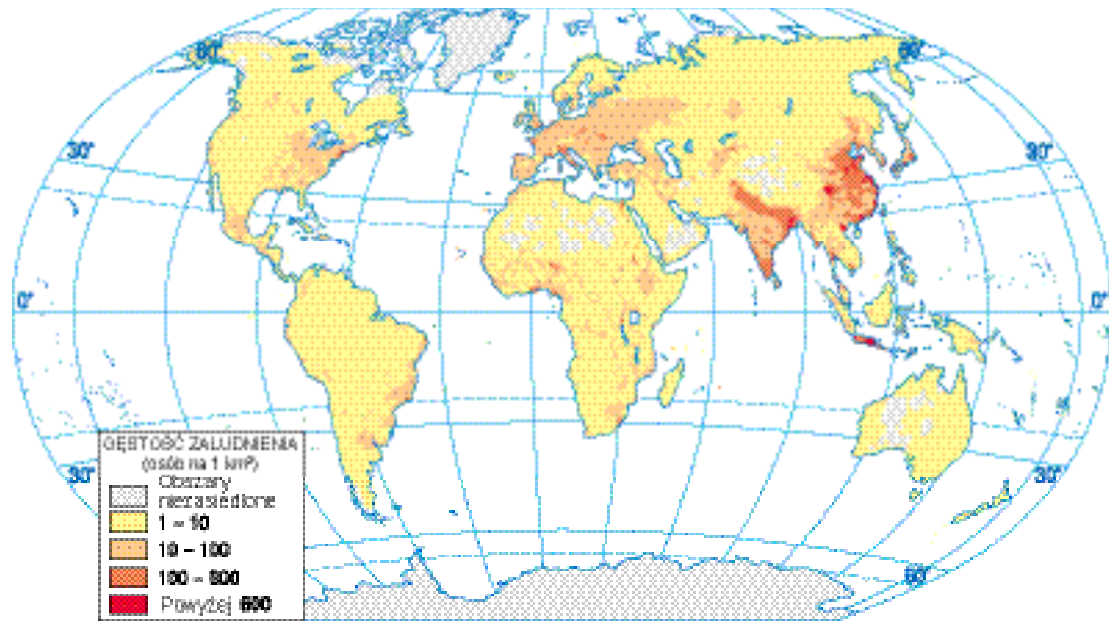 60°
60°
30°
30°
0°
0°
GĘSTOŚĆ ZALUDNIENIA
(osób na 1 km²)
Obszary
niezasiedlone
1 – 10
10 – 100
100 – 500
Powyżej 500
30°
30°
60°